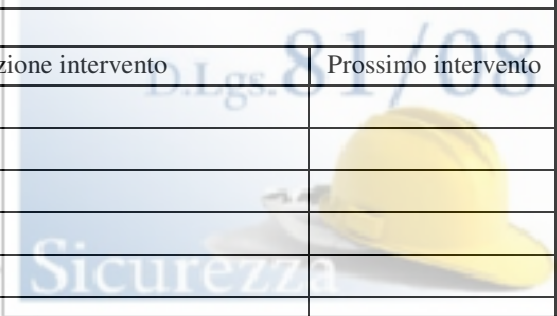 zione intervento
Prossimo intervento
D.Lgs. 81/08
Sicurezza